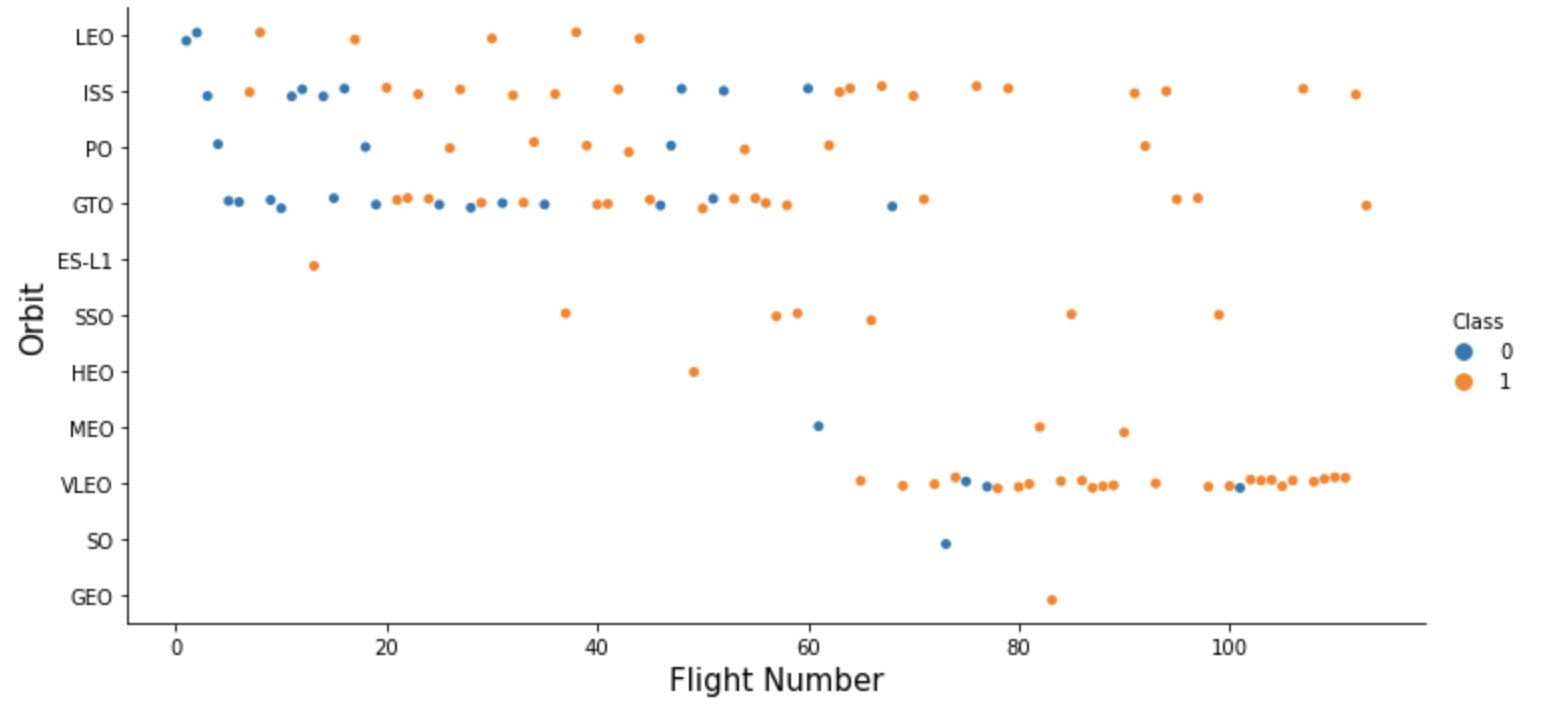 LEO
ISS
PO
GTO
ES-L1
SSO
HEO
MEO
VLEO
SO
GEO
Orbit
0 20 40 60 80 100
Flight Number
Class
0
1